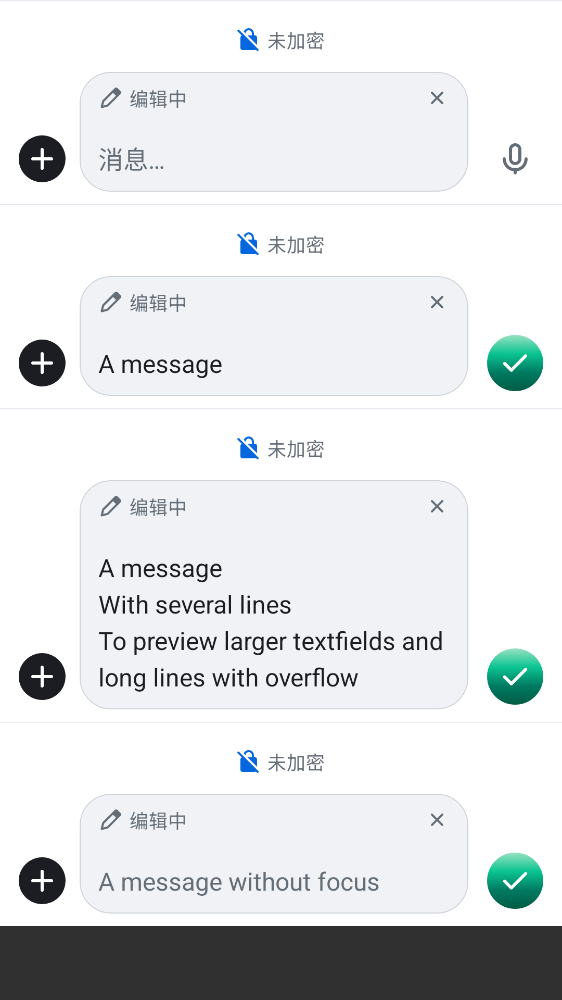 未加密
编辑中
消息…
未加密
编辑中
A message
未加密
编辑中
A message
With several lines
To preview larger textfields and
long lines with overflow
未加密
编辑中
A message without focus